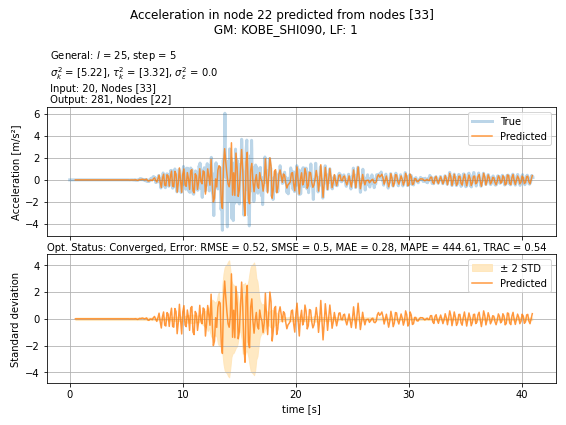 Acceleration in node 22 predicted from nodes [33]
GM: KOBE_SHI090, LF: 1
General: l = 25, step = 5
σ²ₖ = [5.22], τ²ₖ = [3.32], σ²ε = 0.0
Input: 20, Nodes [33]
Output: 281, Nodes [22]
Acceleration [m/s²]
6
4
2
0
−2
−4
True
Predicted
Opt. Status: Converged, Error: RMSE = 0.52, SMSE = 0.5, MAE = 0.28, MAPE = 444.61, TRAC = 0.54
Standard deviation
4
2
0
−2
−4
± 2 STD
Predicted
0
10
20
30
40
time [s]